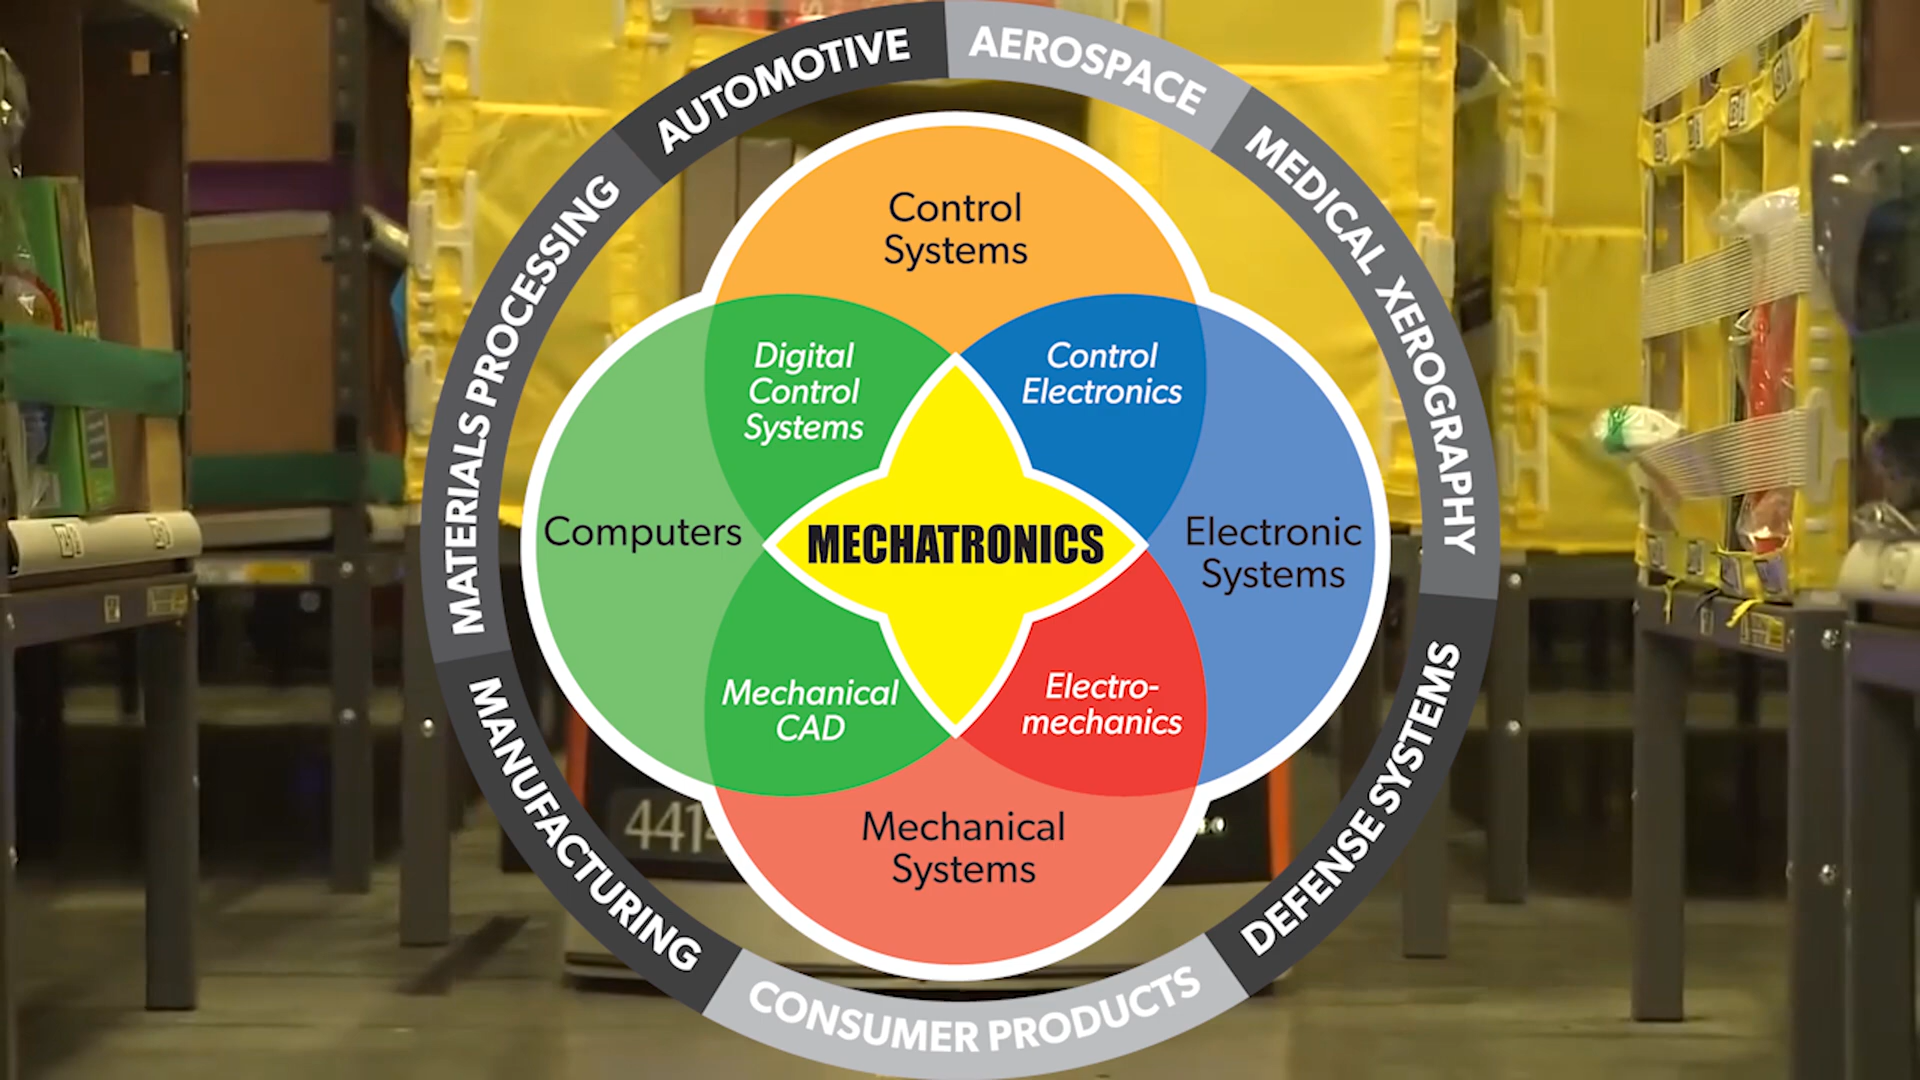 AUTOMOTIVE
AEROSPACE
MEDICAL XEROGRAPHY
DEFENSE SYSTEMS
CONSUMER PRODUCTS
MANUFACTURING
MATERIALS PROCESSING
Control
Systems
Digital
Control
Systems
Control
Electronics
Computers
MECHATRONICS
Electronic
Systems
Mechanical
CAD
Electro-
mechanics
Mechanical
Systems